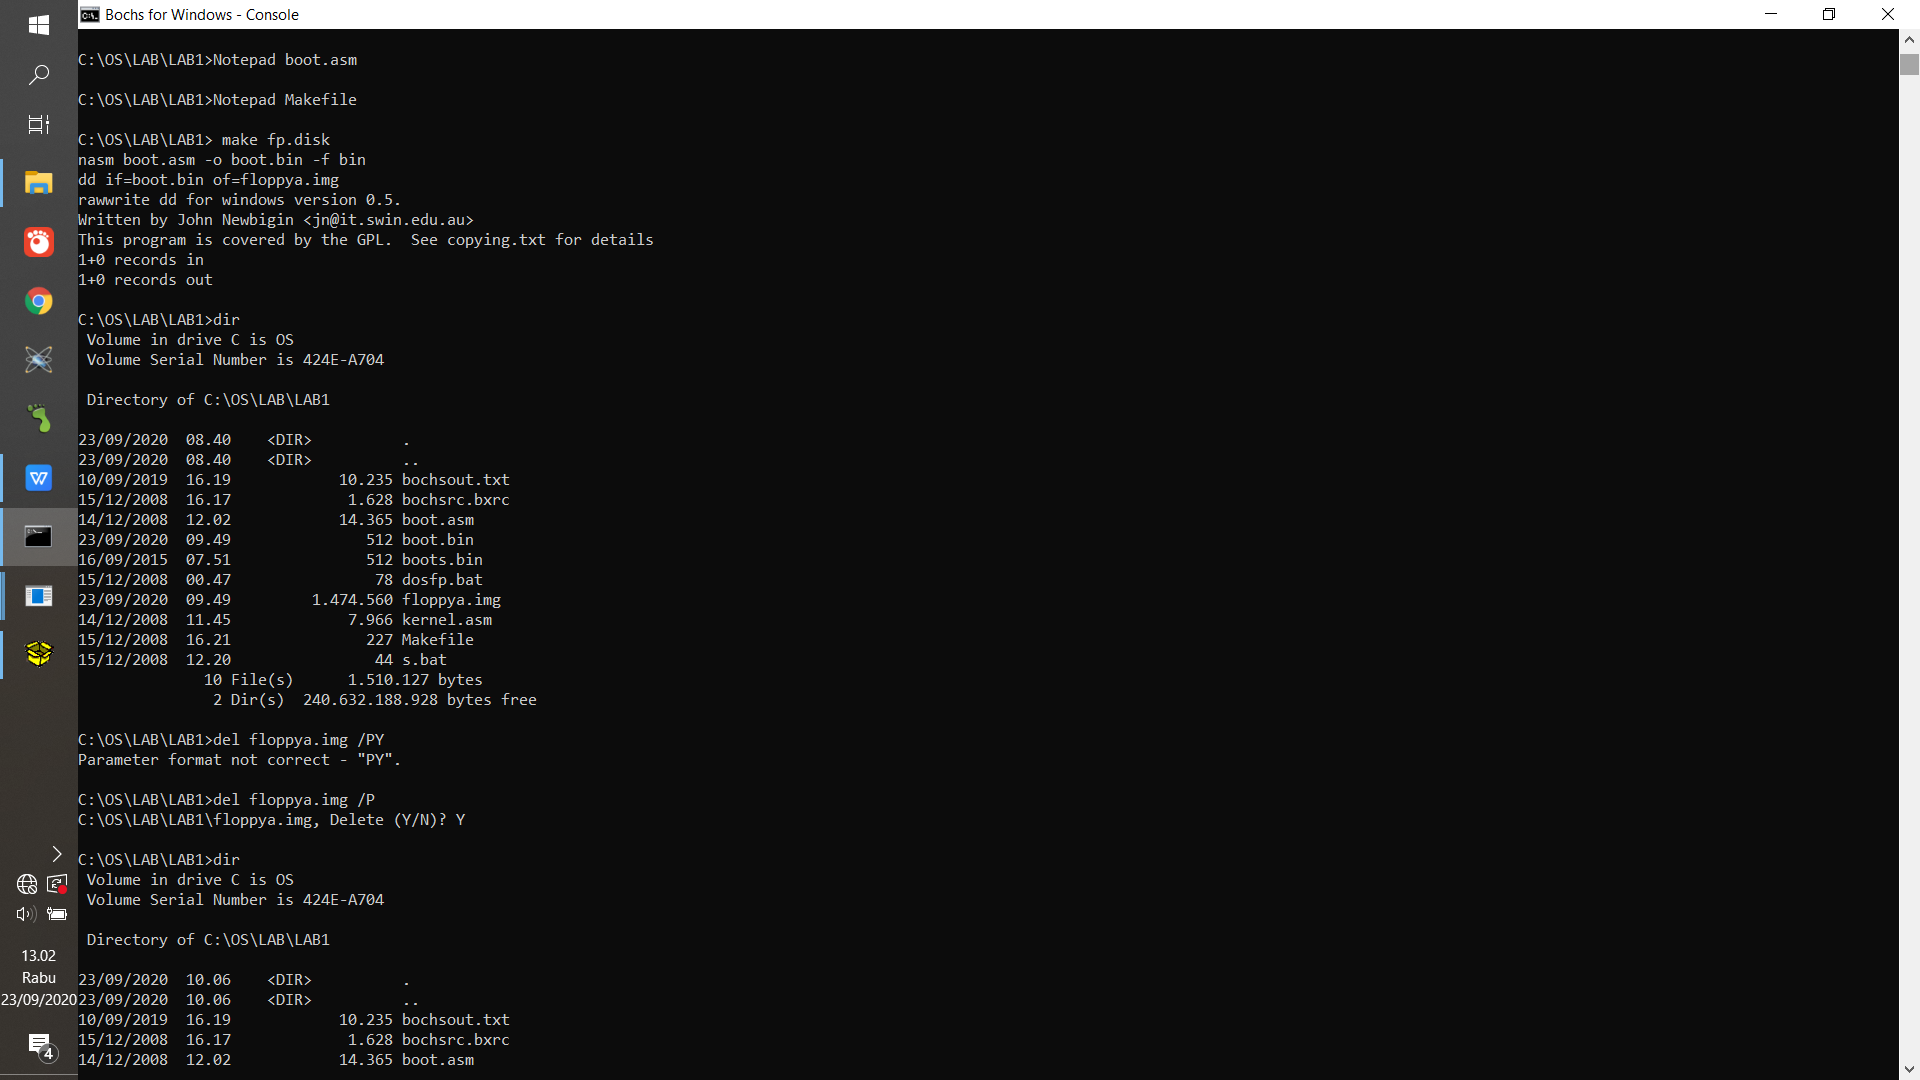 Bochs for Windows - Console
C:\OS\LAB\LAB1>Notepad boot.asm
C:\OS\LAB\LAB1>Notepad Makefile
C:\OS\LAB\LAB1> make fp.disk
nasm boot.asm -o boot.bin -f bin
dd if=boot.bin of=floppya.img
rawwrite dd for windows version 0.5.
Written by John Newbigin <jn@it.swin.edu.au>
This program is covered by the GPL.  See copying.txt for details
1+0 records in
1+0 records out
C:\OS\LAB\LAB1>dir
 Volume in drive C is OS
 Volume Serial Number is 424E-A704
 Directory of C:\OS\LAB\LAB1
23/09/2020  08.40    <DIR>          .
23/09/2020  08.40    <DIR>          ..
10/09/2019  16.19            10.235 bochsout.txt
15/12/2008  16.17             1.628 bochsrc.bxrc
14/12/2008  12.02            14.365 boot.asm
23/09/2020  09.49               512 boot.bin
16/09/2015  07.51               512 boots.bin
15/12/2008  00.47                78 dosfp.bat
23/09/2020  09.49         1.474.560 floppya.img
14/12/2008  11.45             7.966 kernel.asm
15/12/2008  16.21               227 Makefile
15/12/2008  12.20                44 s.bat
              10 File(s)      1.510.127 bytes
               2 Dir(s)  240.632.188.928 bytes free
C:\OS\LAB\LAB1>del floppya.img /PY
Parameter format not correct - "PY".
C:\OS\LAB\LAB1>del floppya.img /P
C:\OS\LAB\LAB1\floppya.img, Delete (Y/N)? Y
C:\OS\LAB\LAB1>dir
 Volume in drive C is OS
 Volume Serial Number is 424E-A704
 Directory of C:\OS\LAB\LAB1
23/09/2020  10.06    <DIR>          .
23/09/2020  10.06    <DIR>          ..
10/09/2019  16.19            10.235 bochsout.txt
15/12/2008  16.17             1.628 bochsrc.bxrc
14/12/2008  12.02            14.365 boot.asm
13.02
Rabu
23/09/2020
4